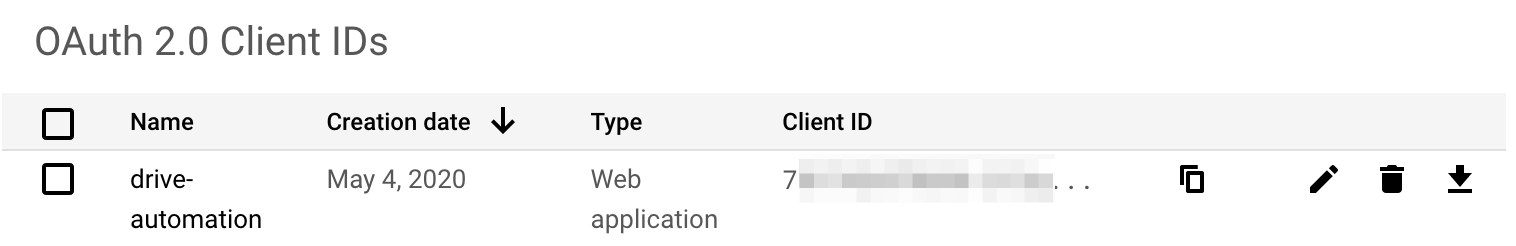 OAuth 2.0 Client IDs
Name Creation date Type Client ID
drive- May 4, 2020 Web 7 ...
automation application